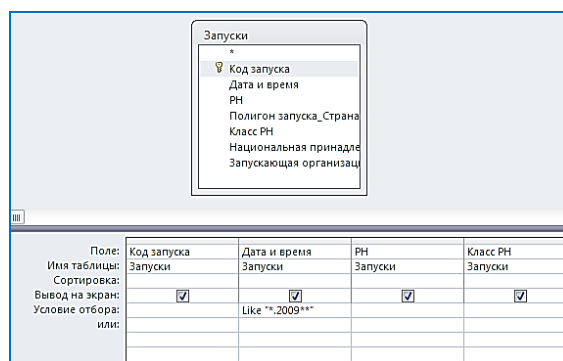 Запуски
*
Код запуска
Дата и время
РН
Полигон запуска_Страна
Класс РН
Национальная принадле
Запускающая организац
Поле: Код запуска Дата и время РН Класс РН
Имя таблицы: Запуски Запуски Запуски Запуски
Сортировка:
Вывод на экран:
Условие отбора: Like "*.2009**"
или: